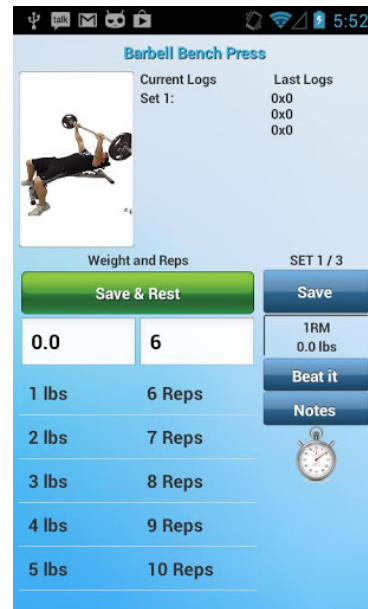 talk
5:52
Barbell Bench Press
Current Logs
Last Logs
Set 1:
0x0
0x0
0x0
Weight and Reps
SET 1 / 3
Save & Rest
Save
0.0
6
1RM
0.0 lbs
Beat it
Notes
1 lbs
6 Reps
2 lbs
7 Reps
3 lbs
8 Reps
4 lbs
9 Reps
5 lbs
10 Reps